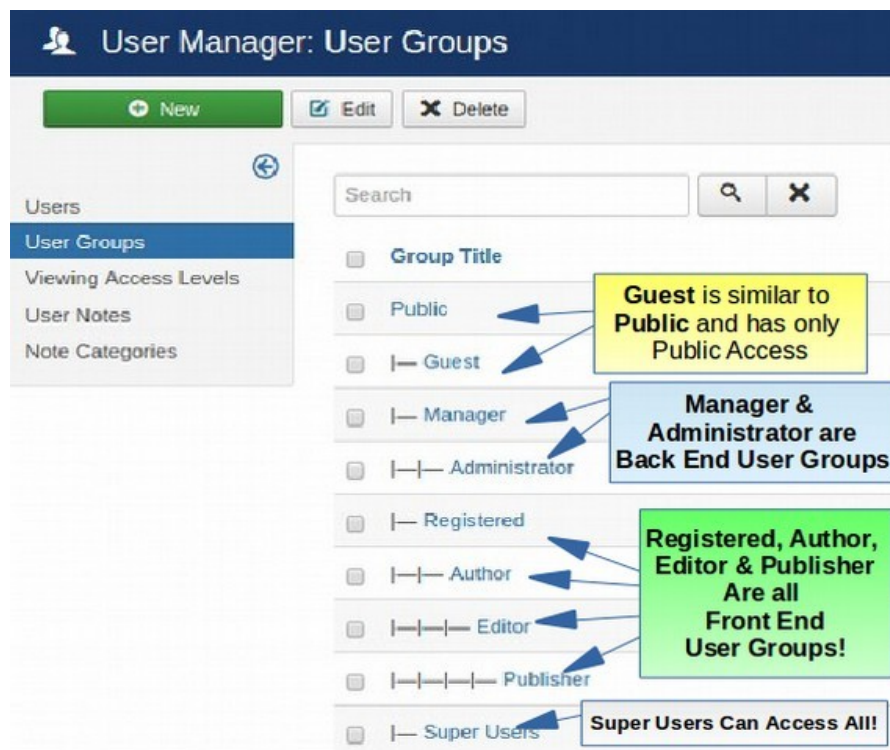 User Manager: User Groups
New Edit Delete
Search
Users
User Groups
Viewing Access Levels
User Notes
Note Categories
Group Title
Public
|— Guest
|— Manager
|—|— Administrator
|— Registered
|—|— Author
|—|—|— Editor
|—|—|—|— Publisher
|— Super Users
Guest is similar to
Public and has only
Public Access
Manager &
Administrator are
Back End User Groups
Registered, Author,
Editor & Publisher
Are all
Front End
User Groups!
Super Users Can Access All!